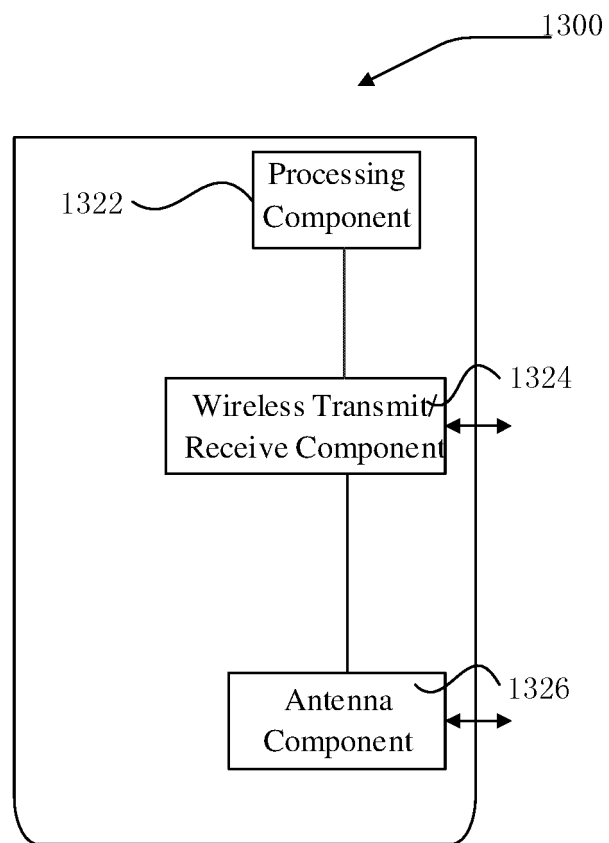 1300
Processing
Component
1322
Wireless Transmit/
Receive Component
1324
Antenna
Component
1326